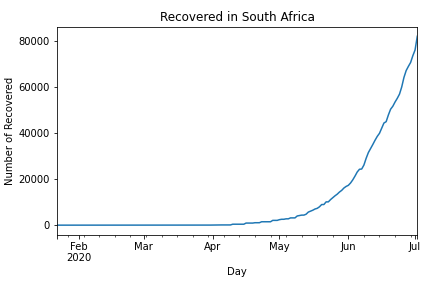 Recovered in South Africa
Number of Recovered
80000
60000
40000
20000
0
Feb Mar Apr May Jun Jul
2020
Day